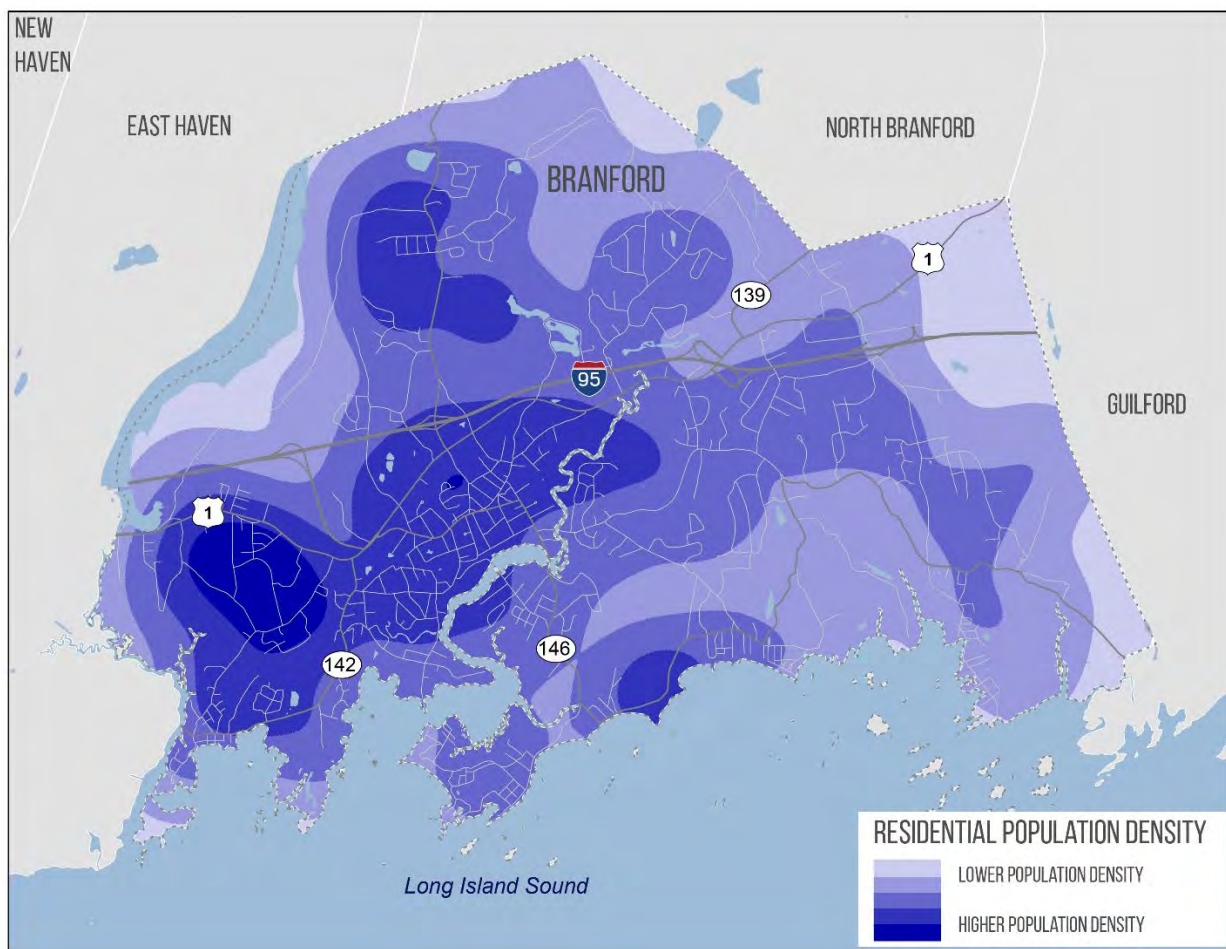 NEW
HAVEN
EAST HAVEN
NORTH BRANFORD
BRANFORD
1
139
95
GUILFORD
1
146
142
RESIDENTIAL POPULATION DENSITY
LOWER POPULATION DENSITY
Long Island Sound
HIGHER POPULATION DENSITY